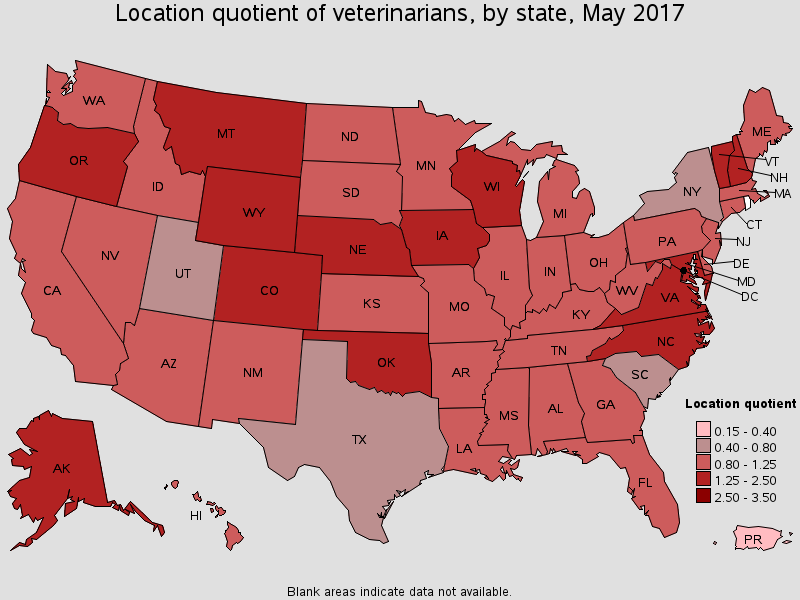 Location quotient of veterinarians, by state, May 2017
WA
MT
ND
MN
ME
OR
ID
SD
WI
MI
VT
NH
NY
MA
WY
CT
NV
UT
NE
IA
PA
NJ
CA
CO
IL
IN
OH
DE
WV
MD
VA
DC
KS
MO
KY
AZ
NM
OK
AR
TN
NC
SC
TX
MS
AL
GA
LA
AK
FL
HI
PR
Location quotient
0.15 - 0.40
0.40 - 0.80
0.80 - 1.25
1.25 - 2.50
2.50 - 3.50
Blank areas indicate data not available.